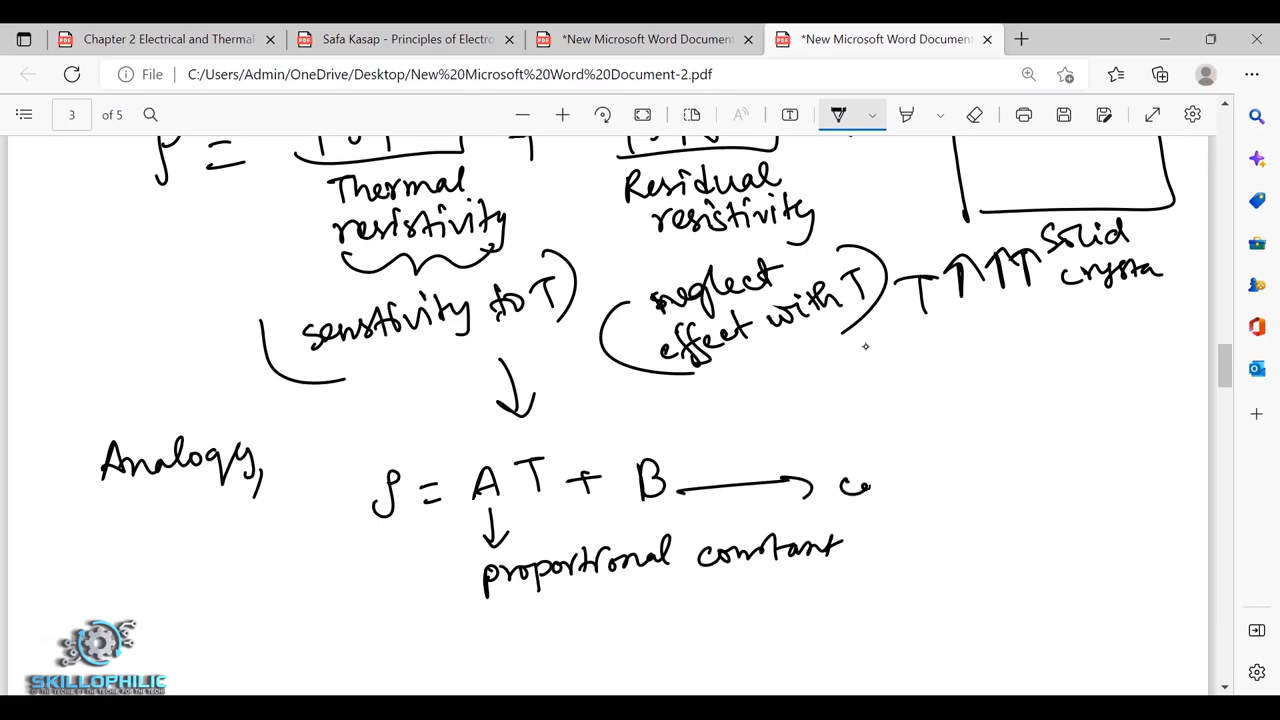 Chapter 2 Electrical and Thermal
Safa Kasap - Principles of Electro
*New Microsoft Word Document
*New Microsoft Word Document
File
C:/Users/Admin/OneDrive/Desktop/New%20Microsoft%20Word%20Document-2.pdf
3 of 5
ρ =
+
Thermal resistivity
Residual resistivity
Solid crysta
(sensitivity to T)
(neglect effect with T)
T ↑ ↑↑↑
Analogy,
ρ = A T + B → co
proportional constant
SKILLOPHILIC